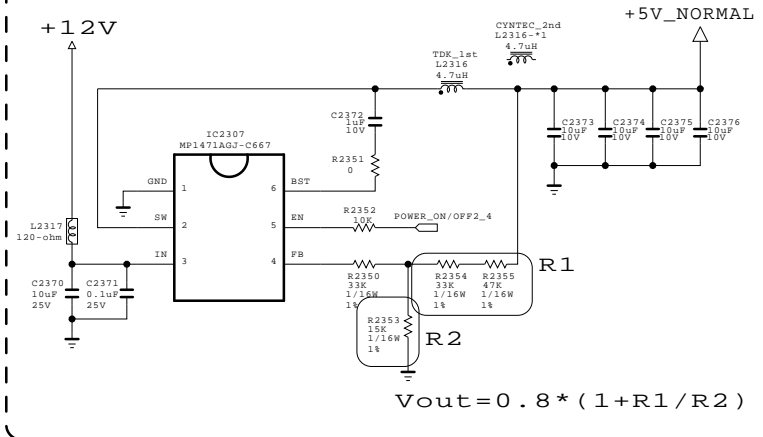 +12V
+5V_NORMAL
CYNTEC_2nd
L2316-*1
4.7uH
TDK_1st
L2316
4.7uH
C2372
1uF
10V
C2373
10uF
10V
C2374
10uF
10V
C2375
10uF
10V
C2376
10uF
10V
IC2307
MP1471AGJ-C667
R2351
0
GND
1
6
BST
SW
2
5
EN
IN
3
4
FB
R2352
10K
POWER_ON/OFF2_4
L2317
120-ohm
C2370
10uF
25V
C2371
0.1uF
25V
R2350
33K
1/16W
1%
R2354
33K
1/16W
1%
R2355
47K
1/16W
1%
R1
R2353
15K
1/16W
1%
R2
Vout=0.8*(1+R1/R2)